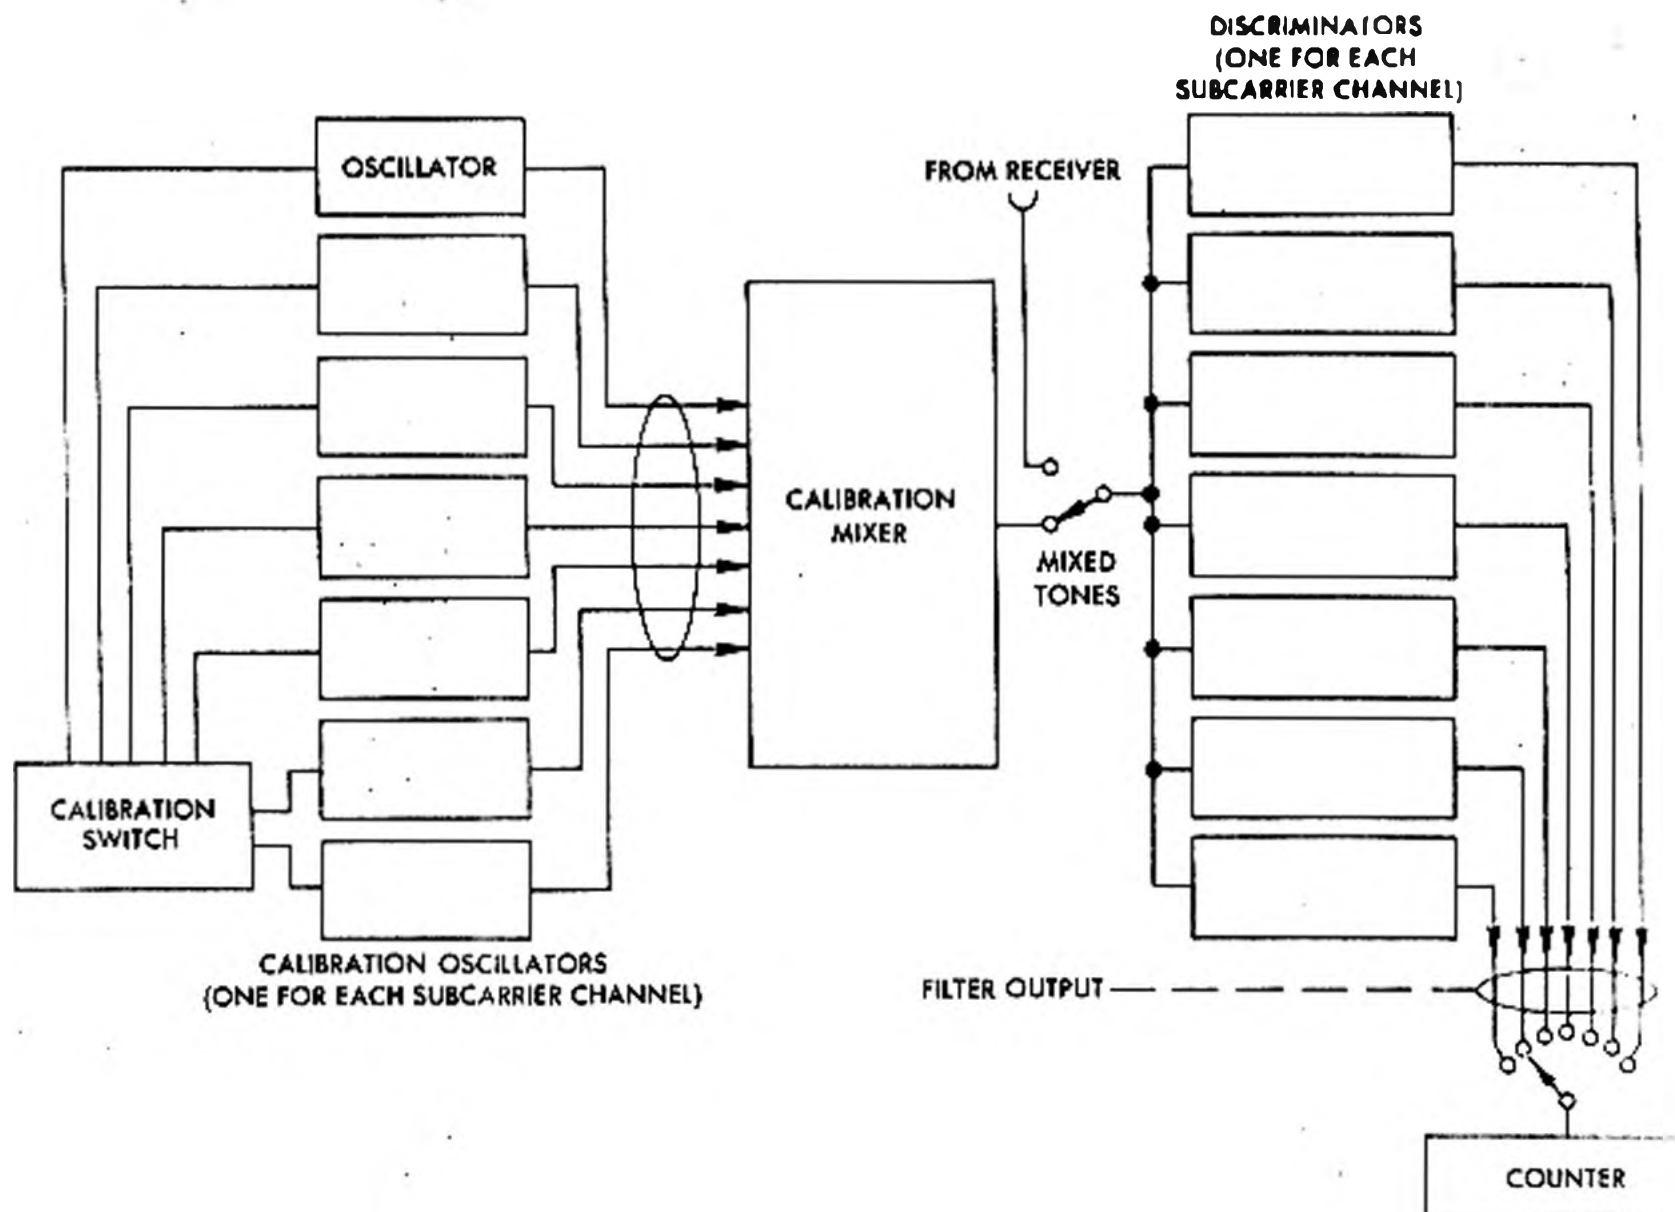 DISCRIMINATORS
(ONE FOR EACH
SUBCARRIER CHANNEL)
OSCILLATOR
FROM RECEIVER
CALIBRATION
MIXER
MIXED
TONES
CALIBRATION
SWITCH
CALIBRATION OSCILLATORS
(ONE FOR EACH SUBCARRIER CHANNEL)
FILTER OUTPUT
COUNTER